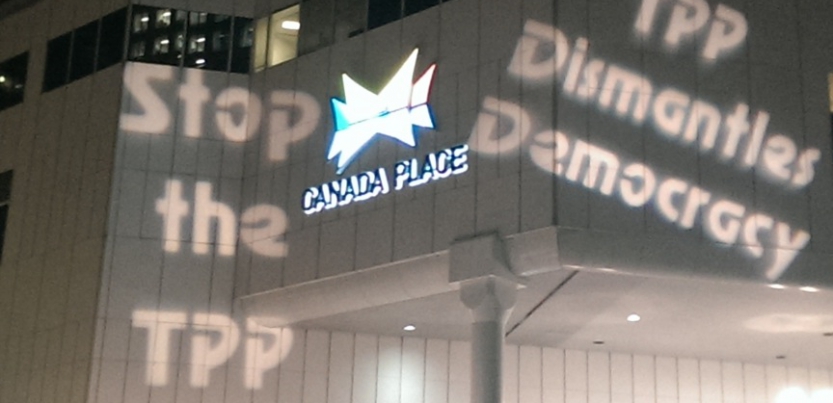 Stop
the
TPP
CANADA PLACE
TPP
Dismantles
Democracy